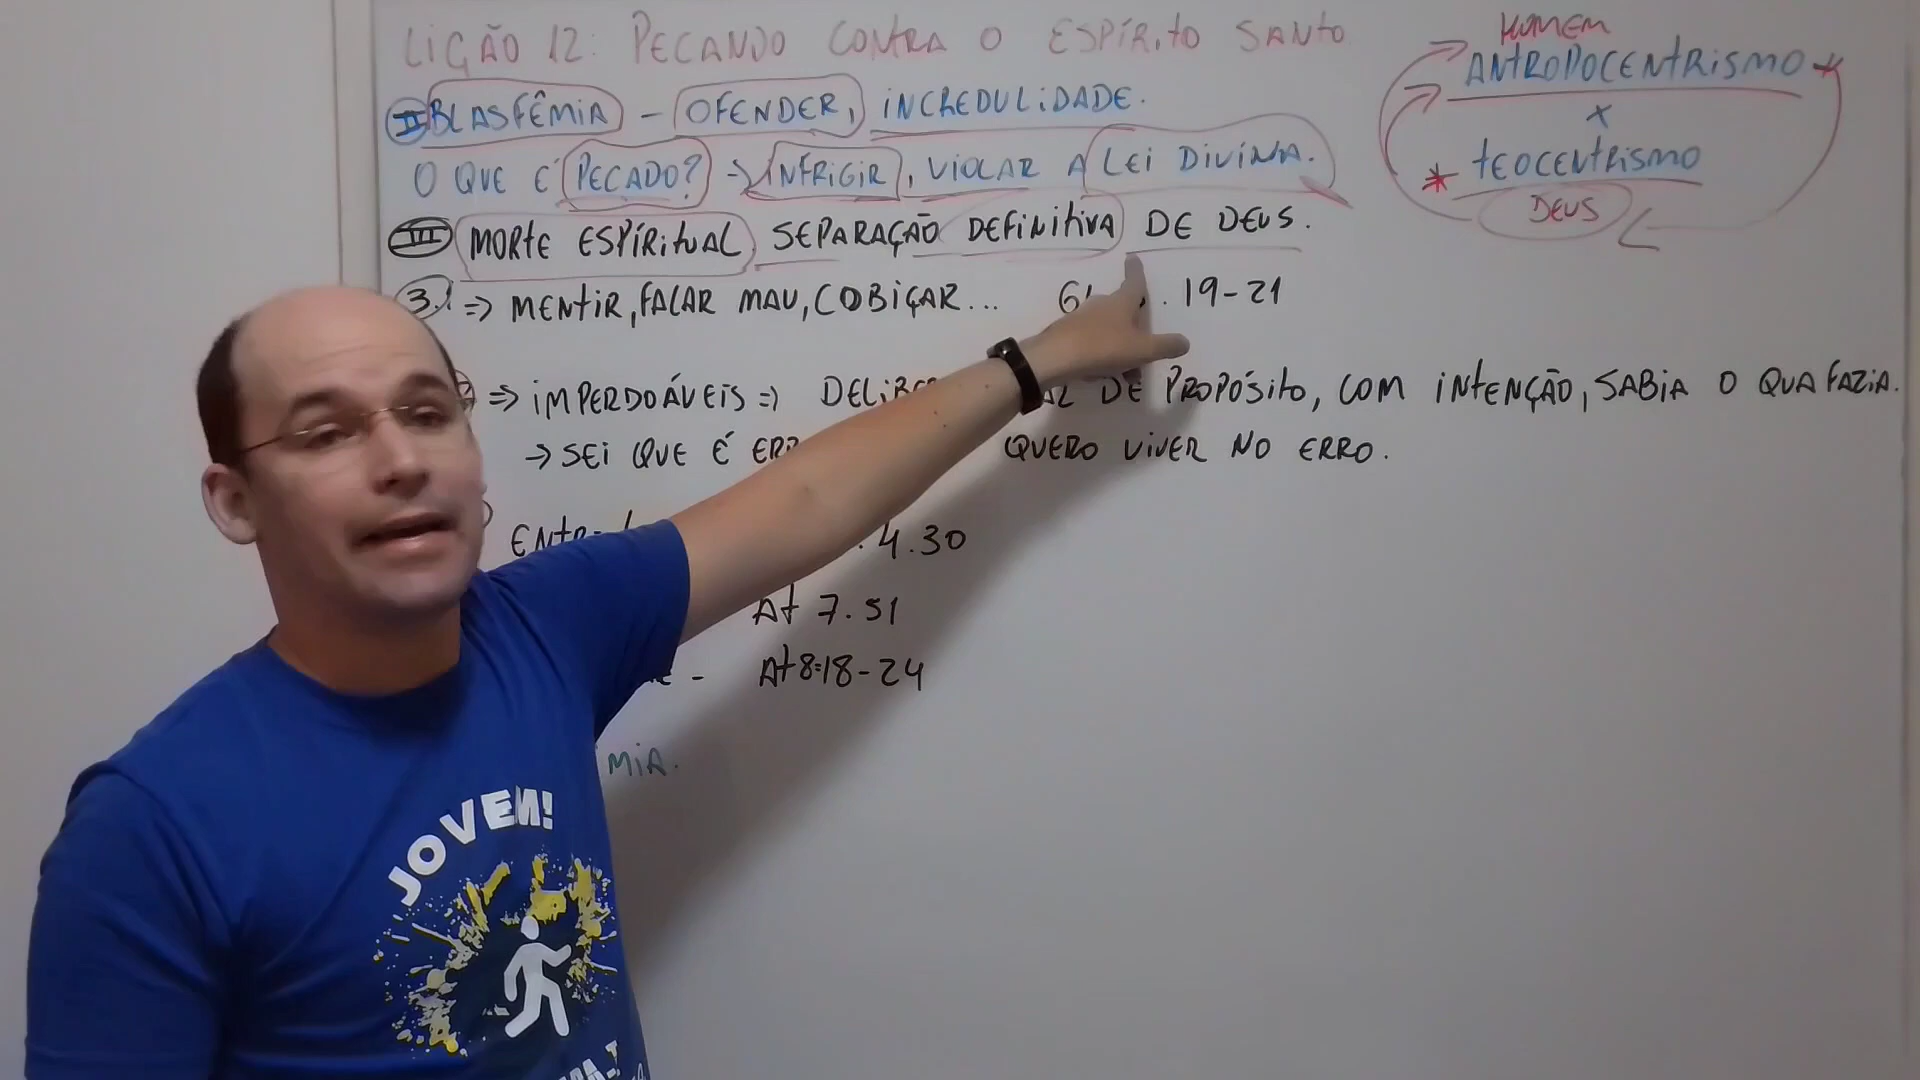 LIÇÃO 12: PECANDO CONTRA O ESPÍRITO SANTO
II BLASFÊMIA - OFENDER, INCREDULIDADE.
O QUE É PECADO? → INFRIGIR, VIOLAR A LEI DIVINA.
III MORTE ESPIRITUAL SEPARAÇÃO DEFINITIVA DE DEUS.
3.1 ⇒ MENTIR, FALAR MAU, COBIÇAR... 19-21
⇒ IMPERDOÁVEIS ⇒ DE PROPÓSITO, COM INTENÇÃO, SABIA O QUA FAZIA.
→ SEI QUE É QUERO VIVER NO ERRO.
4.30
At 7.51
- At 8:18-24
MIA.
HOMEM
ANTROPOCENTRISMO
X
* TEOCENTRISMO
DEUS
JOVEM!